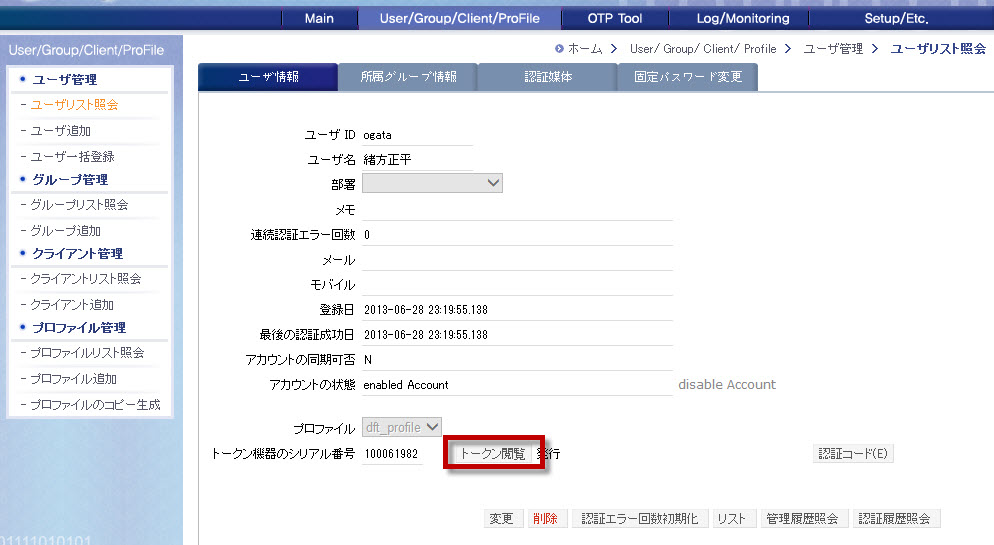 Main User/Group/Client/ProFile OTP Tool Log/Monitoring Setup/Etc.
User/Group/Client/ProFile
ホーム > User/ Group/ Client/ Profile > ユーザ管理 > ユーザリスト照会
ユーザ管理
- ユーザリスト照会
- ユーザ追加
- ユーザ一括登録
グループ管理
- グループリスト照会
- グループ追加
クライアント管理
- クライアントリスト照会
- クライアント追加
プロファイル管理
- プロファイルリスト照会
- プロファイル追加
- プロファイルのコピー生成
01111010101
ユーザ情報 所属グループ情報 認証媒体 固定パスワード変更
ユーザ ID ogata
ユーザ名 緒方正平
部署
メモ
連続認証エラー回数 0
メール
モバイル
登録日 2013-06-28 23:19:55.138
最後の認証成功日 2013-06-28 23:19:55.138
アカウントの同期可否 N
アカウントの状態 enabled Account disable Account
プロファイル dft_profile
トークン機器のシリアル番号 100061982 トークン閲覧 発行 認証コード(E)
変更 削除 認証エラー回数初期化 リスト 管理履歴照会 認証履歴照会